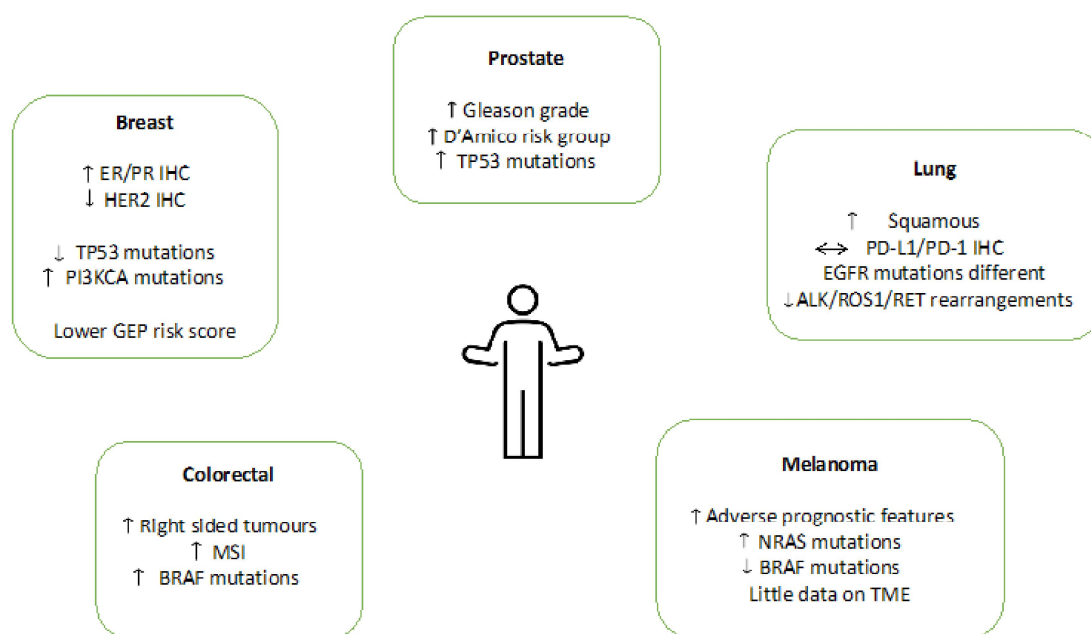 Prostate
↑ Gleason grade
↑ D'Amico risk group
↑ TP53 mutations
Breast
↑ ER/PR IHC
↓ HER2 IHC
↓ TP53 mutations
↑ PI3KCA mutations
Lower GEP risk score
Lung
↑ Squamous
↔ PD-L1/PD-1 IHC
EGFR mutations different
↓ALK/ROS1/RET rearrangements
Colorectal
↑ Right sided tumours
↑ MSI
↑ BRAF mutations
Melanoma
↑ Adverse prognostic features
↑ NRAS mutations
↓ BRAF mutations
Little data on TME